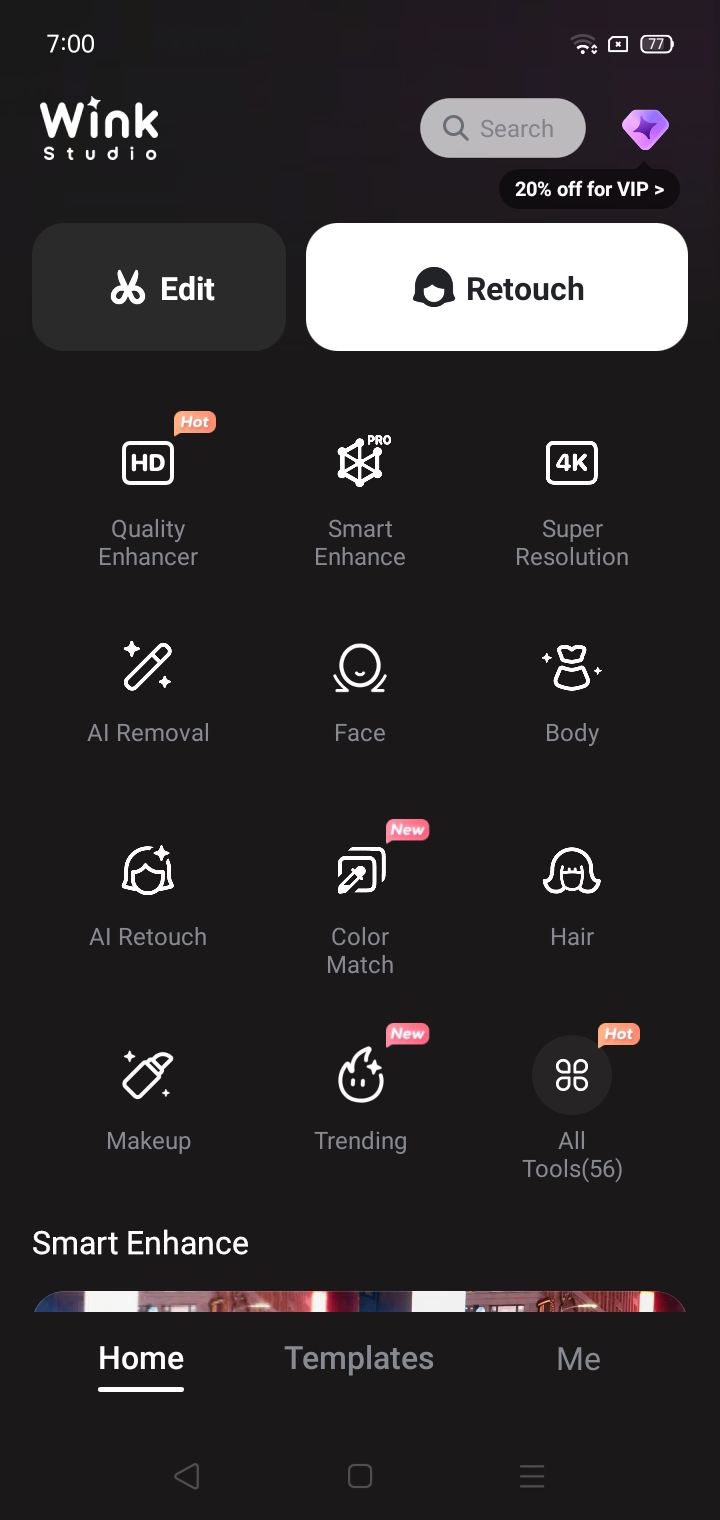 7:00
77
Wink
Studio
Search
20% off for VIP >
Edit
Retouch
Hot
HD
PRO
4K
Quality
Enhancer
Smart
Enhance
Super
Resolution
AI Removal
Face
Body
New
AI Retouch
Color
Match
Hair
New
Hot
Makeup
Trending
All
Tools(56)
Smart Enhance
Home
Templates
Me